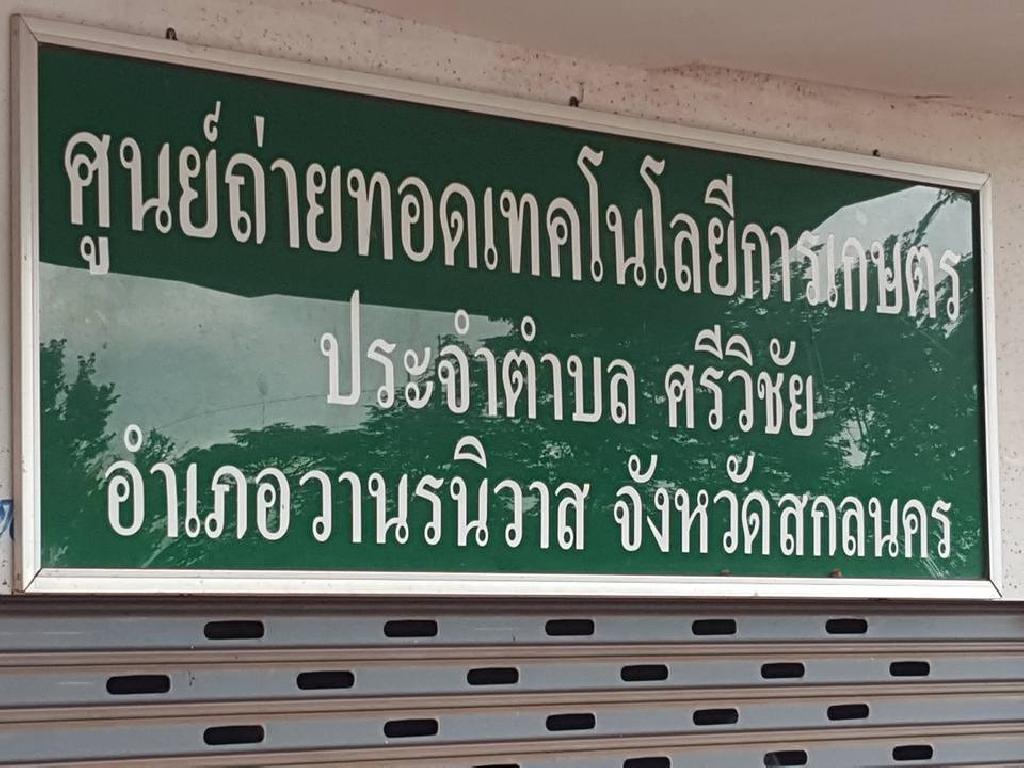 ศูนย์ถ่ายทอดเทคโนโลยีการเกษตร
ประจำตำบล ศรีวิชัย
อำเภอวานรนิวาส จังหวัดสกลนคร